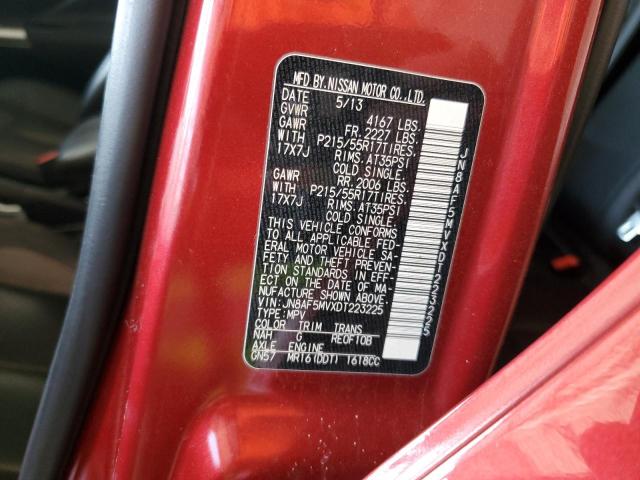 MFD BY.NISSAN MOTOR CO.,LTD.
DATE 5/13
GVWR 4167 LBS.
GAWR FR. 2227 LBS.
WITH P215/55R17TIRES.
17X7J RIMS. AT35PSI
COLD SINGLE.
GAWR RR. 2006 LBS.
WITH P215/55R17TIRES.
17X7J RIMS. AT35PSI
COLD SINGLE.
THIS VEHICLE CONFORMS
TO ALL APPLICABLE FED-
ERAL MOTOR VEHICLE SA-
FETY AND THEFT PREVEN-
TION STANDARDS IN EFF-
ECT ON THE DATE OF MA-
NUFACTURE SHOWN ABOVE.
VIN: JN8AF5MVXDT223225
TYPE: MPV
COLOR TRIM TRANS
NAH G RE0F10B
AXLE ENGINE
GN57 MR16(DDT) 1618CC
JN8AF5MVXDT223225